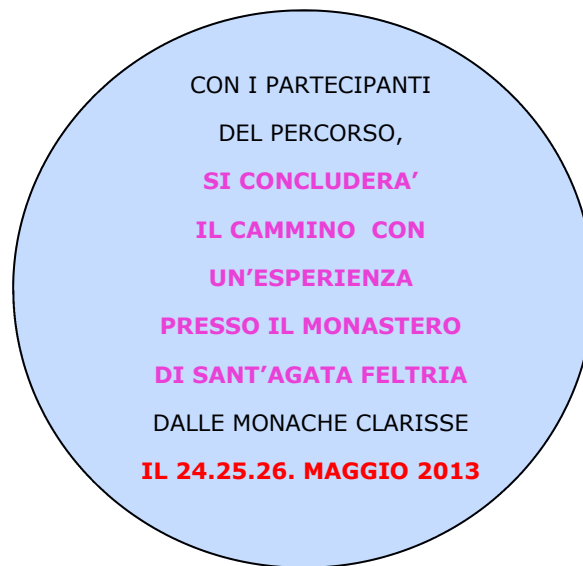 CON I PARTECIPANTI
DEL PERCORSO,
SI CONCLUDERA’
IL CAMMINO CON
UN’ESPERIENZA
PRESSO IL MONASTERO
DI SANT’AGATA FELTRIA
DALLE MONACHE CLARISSE
IL 24.25.26. MAGGIO 2013